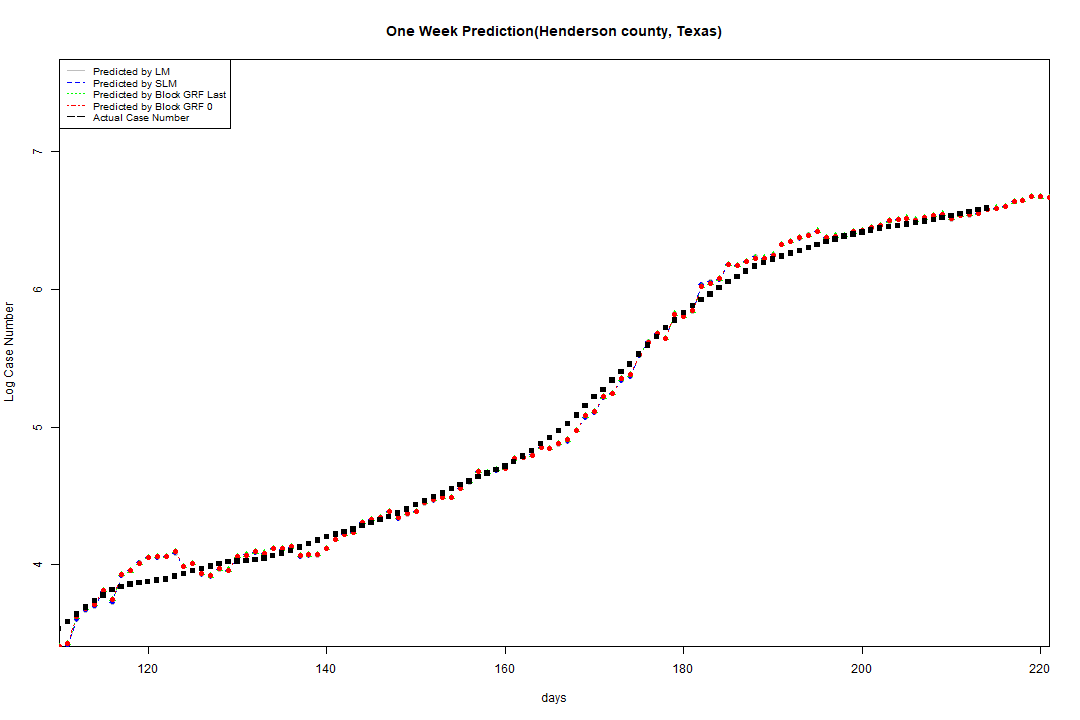 One Week Prediction(Henderson county, Texas)
Predicted by LM
Predicted by SLM
Predicted by Block GRF Last
Predicted by Block GRF 0
Actual Case Number
7
6
5
4
Log Case Number
120 140 160 180 200 220
days